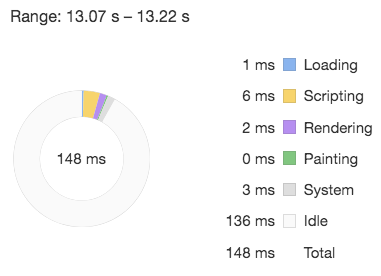 Range: 13.07 s – 13.22 s
148 ms
1 ms Loading
6 ms Scripting
2 ms Rendering
0 ms Painting
3 ms System
136 ms Idle
148 ms Total